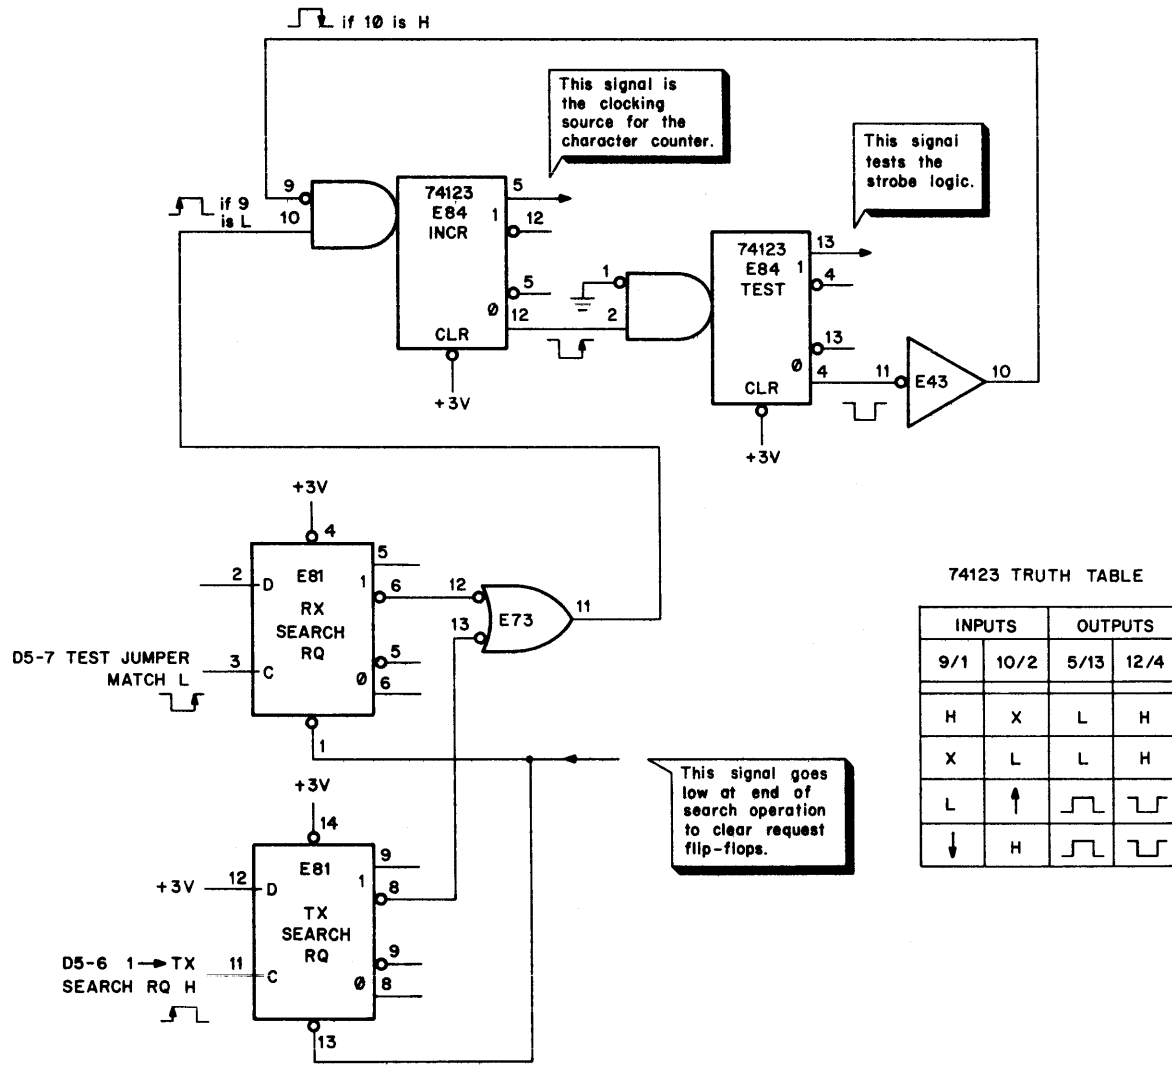 if 10 is H
This signal is
the clocking
source for the
character counter.
This signal
tests the
strobe logic.
9
if 9
is L
10
74123
E84
INCR
1
5
12
5
Ø
12
CLR
+3V
1
2
74123
E84
TEST
1
13
4
13
Ø
4
CLR
+3V
11
E43
10
+3V
4
2
D
E81
1
5
6
RX
SEARCH
RQ
12
13
E73
11
D5-7 TEST JUMPER
MATCH L
3
C
5
Ø
6
1
This signal goes
low at end of
search operation
to clear request
flip-flops.
+3V
14
+3V
12
D
E81
1
9
8
TX
SEARCH
RQ
D5-6 1→TX
SEARCH RQ H
11
C
9
Ø
8
13
74123 TRUTH TABLE
INPUTS OUTPUTS
9/1 10/2 5/13 12/4
H X L H
X L L H
L ↑
↓ H